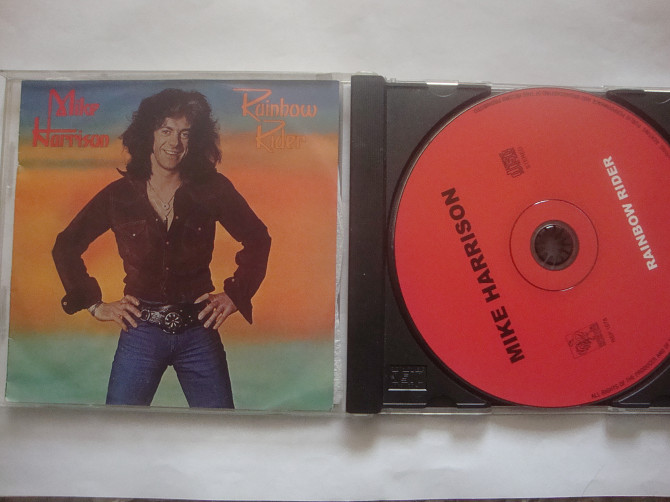 Mike
Harrison
Rainbow
Rider
MIKE HARRISON
RAINBOW RIDER